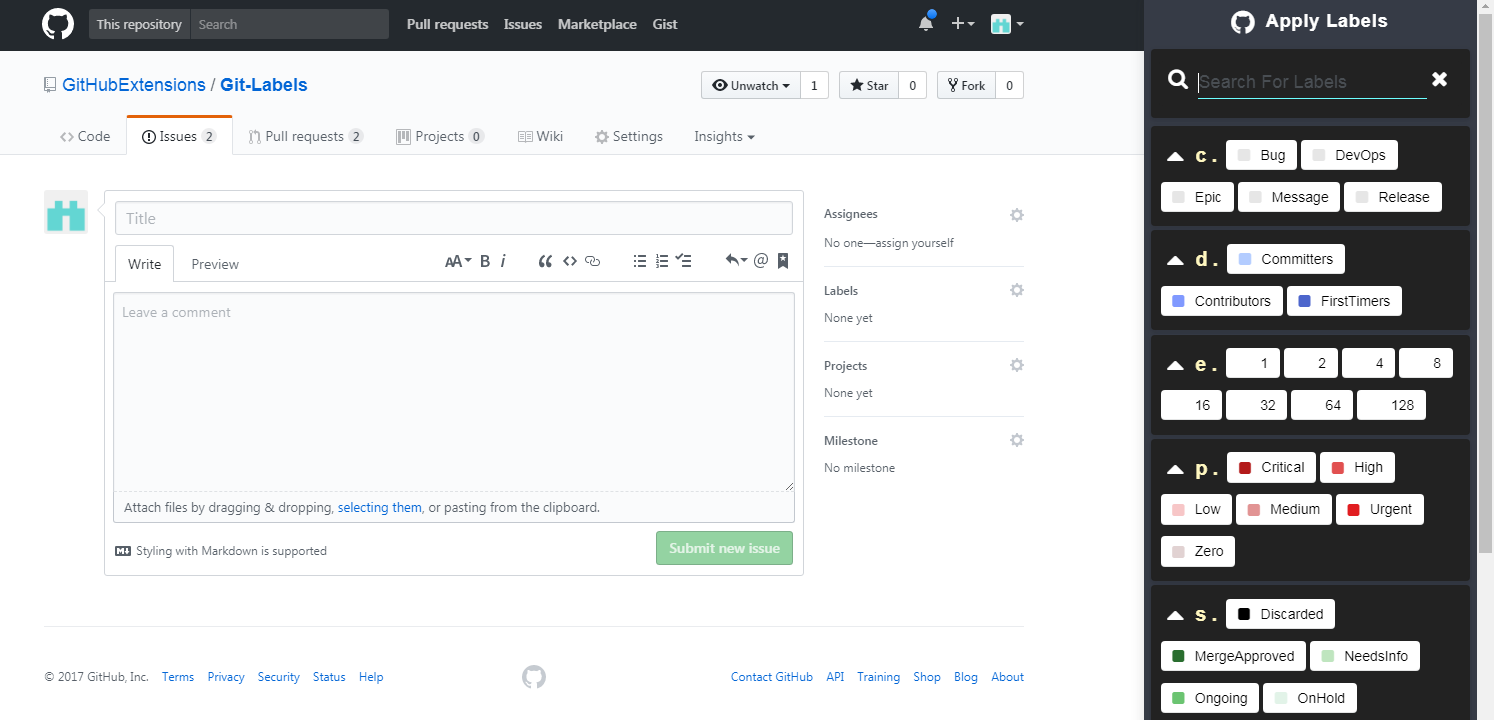 This repository Search Pull requests Issues Marketplace Gist
GitHubExtensions / Git-Labels
Unwatch 1 Star 0 Fork 0
Code Issues 2 Pull requests 2 Projects 0 Wiki Settings Insights
Title
Write Preview AA B i @
Leave a comment
Attach files by dragging & dropping, selecting them, or pasting from the clipboard.
Styling with Markdown is supported
Submit new issue
Assignees
No one—assign yourself
Labels
None yet
Projects
None yet
Milestone
No milestone
© 2017 GitHub, Inc. Terms Privacy Security Status Help
Contact GitHub API Training Shop Blog About
Apply Labels
Search For Labels
c. Bug DevOps
Epic Message Release
d. Committers
Contributors FirstTimers
e. 1 2 4 8
16 32 64 128
p. Critical High
Low Medium Urgent
Zero
s. Discarded
MergeApproved NeedsInfo
Ongoing OnHold